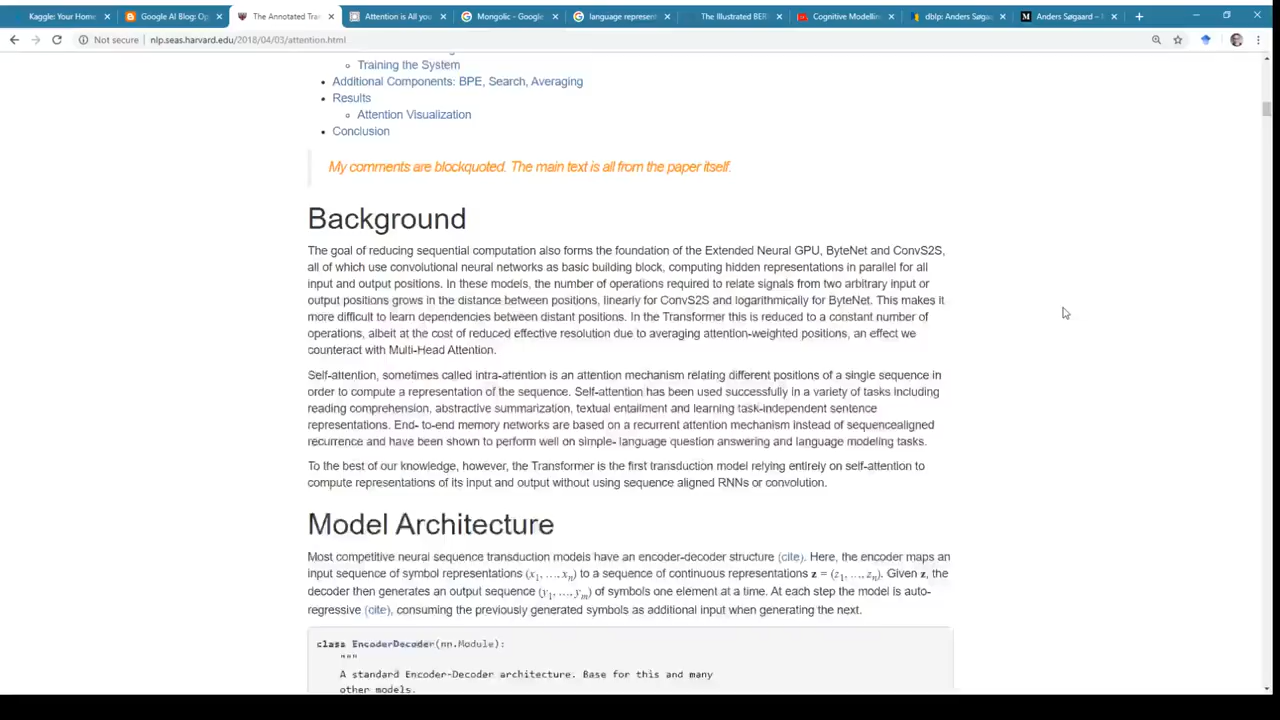 Kaggle: Your Home
Google AI Blog: Op
The Annotated Tra
Attention is All you
Mongolic - Google
language represent
The Illustrated BER
Cognitive Modellin
dblp: Anders Søgaa
Anders Søgaard –
Not secure | nlp.seas.harvard.edu/2018/04/03/attention.html
Training the System
Additional Components: BPE, Search, Averaging
Results
Attention Visualization
Conclusion
My comments are blockquoted. The main text is all from the paper itself.
Background
The goal of reducing sequential computation also forms the foundation of the Extended Neural GPU, ByteNet and ConvS2S,
all of which use convolutional neural networks as basic building block, computing hidden representations in parallel for all
input and output positions. In these models, the number of operations required to relate signals from two arbitrary input or
output positions grows in the distance between positions, linearly for ConvS2S and logarithmically for ByteNet. This makes it
more difficult to learn dependencies between distant positions. In the Transformer this is reduced to a constant number of
operations, albeit at the cost of reduced effective resolution due to averaging attention-weighted positions, an effect we
counteract with Multi-Head Attention.
Self-attention, sometimes called intra-attention is an attention mechanism relating different positions of a single sequence in
order to compute a representation of the sequence. Self-attention has been used successfully in a variety of tasks including
reading comprehension, abstractive summarization, textual entailment and learning task-independent sentence
representations. End- to-end memory networks are based on a recurrent attention mechanism instead of sequencealigned
recurrence and have been shown to perform well on simple- language question answering and language modeling tasks.
To the best of our knowledge, however, the Transformer is the first transduction model relying entirely on self-attention to
compute representations of its input and output without using sequence aligned RNNs or convolution.
Model Architecture
Most competitive neural sequence transduction models have an encoder-decoder structure (cite). Here, the encoder maps an
input sequence of symbol representations (x1, …, xn) to a sequence of continuous representations z = (z1, …, zn). Given z, the
decoder then generates an output sequence (y1, …, ym) of symbols one element at a time. At each step the model is auto-
regressive (cite), consuming the previously generated symbols as additional input when generating the next.
class EncoderDecoder(nn.Module):
"""
A standard Encoder-Decoder architecture. Base for this and many
other models.